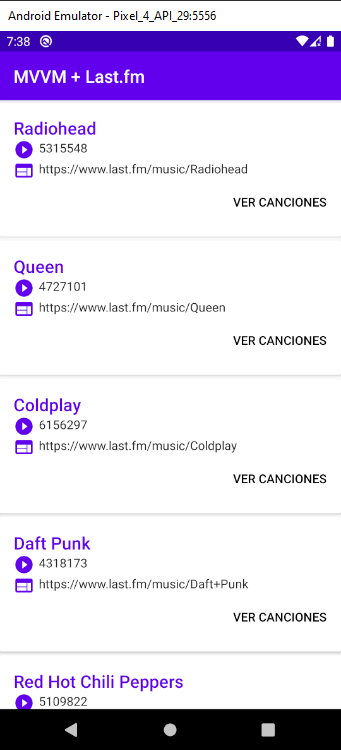 Android Emulator - Pixel_4_API_29:5556
7:38
MVVM + Last.fm
Radiohead
5315548
https://www.last.fm/music/Radiohead
VER CANCIONES
Queen
4727101
https://www.last.fm/music/Queen
VER CANCIONES
Coldplay
6156297
https://www.last.fm/music/Coldplay
VER CANCIONES
Daft Punk
4318173
https://www.last.fm/music/Daft+Punk
VER CANCIONES
Red Hot Chili Peppers
5109822